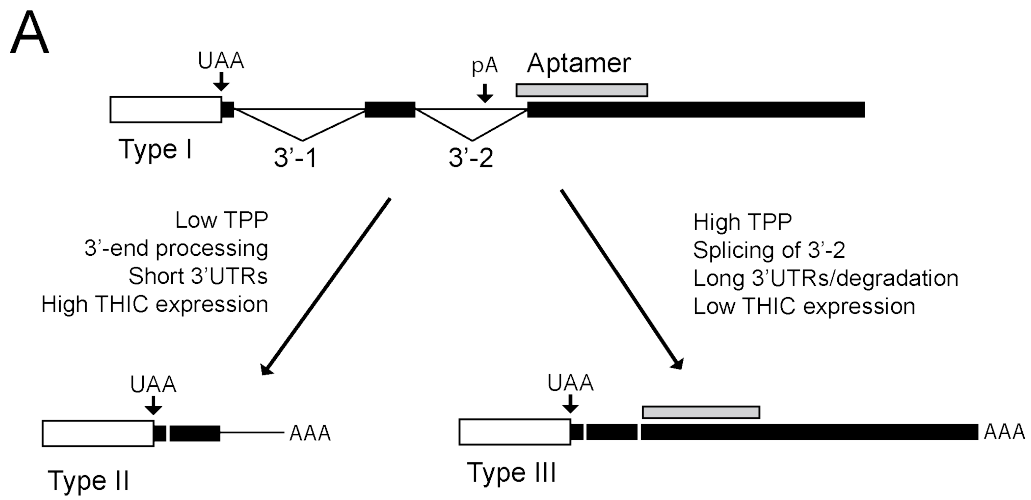 A
UAA
pA
Aptamer
Type I
3'-1
3'-2
Low TPP
3'-end processing
Short 3'UTRs
High THIC expression
High TPP
Splicing of 3'-2
Long 3'UTRs/degradation
Low THIC expression
UAA
AAA
Type II
UAA
AAA
Type III